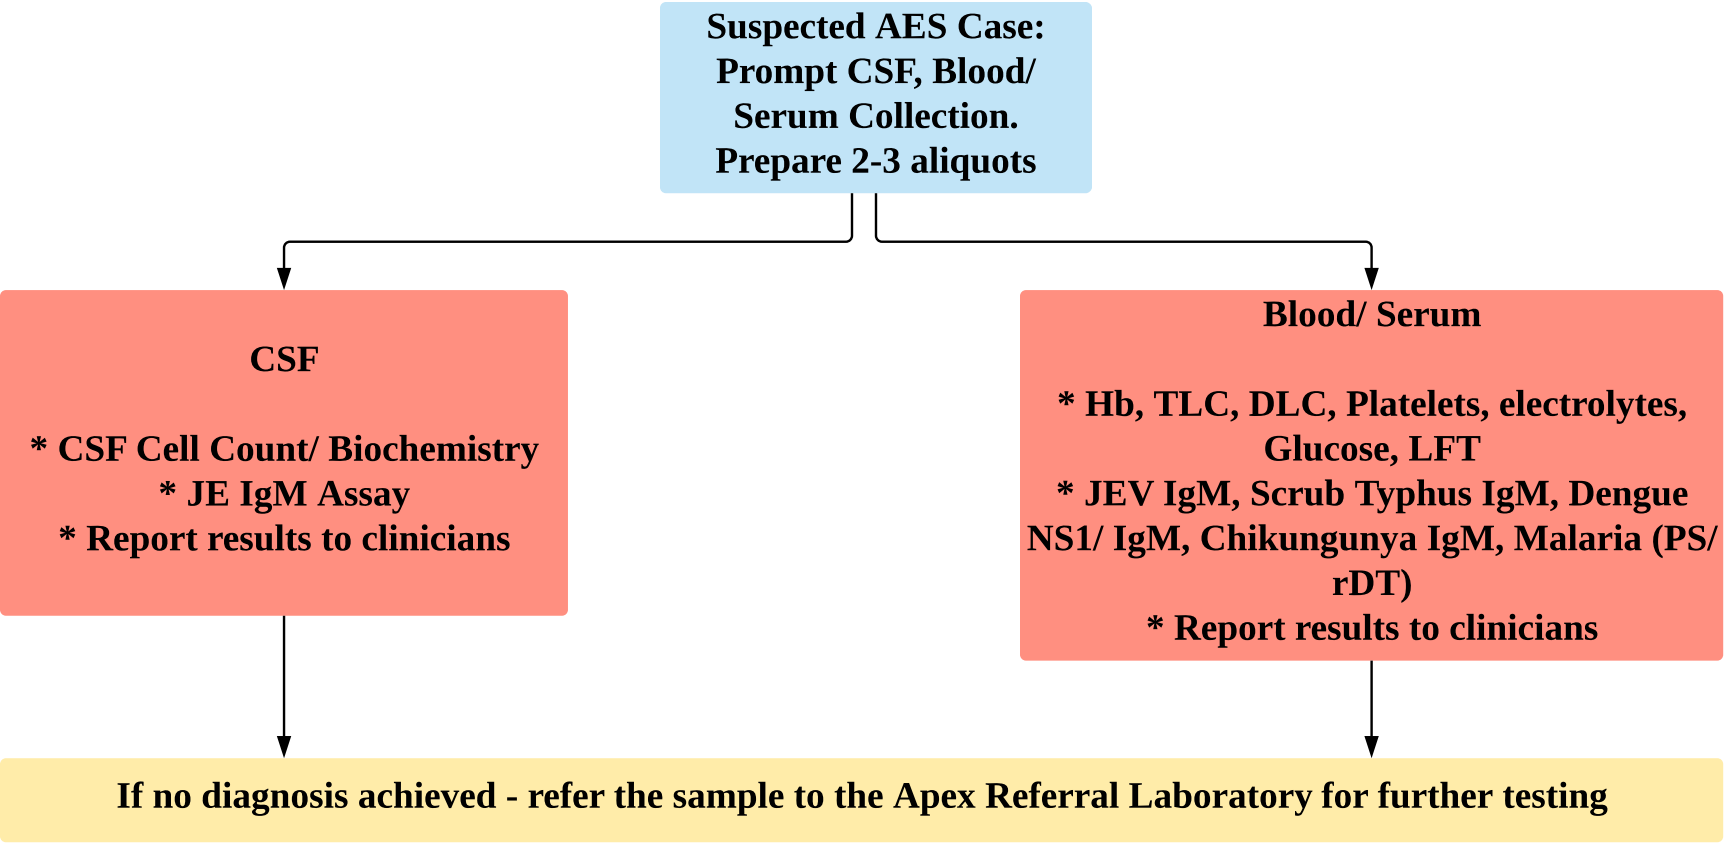 Suspected AES Case:
Prompt CSF, Blood/
Serum Collection.
Prepare 2-3 aliquots
CSF
* CSF Cell Count/ Biochemistry
* JE IgM Assay
* Report results to clinicians
Blood/ Serum
* Hb, TLC, DLC, Platelets, electrolytes,
Glucose, LFT
* JEV IgM, Scrub Typhus IgM, Dengue
NS1/ IgM, Chikungunya IgM, Malaria (PS/
rDT)
* Report results to clinicians
If no diagnosis achieved - refer the sample to the Apex Referral Laboratory for further testing